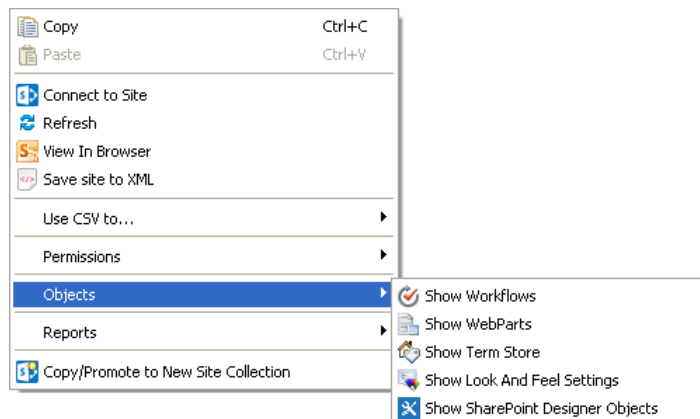 Copy Ctrl+C
Paste Ctrl+V
Connect to Site
Refresh
View In Browser
Save site to XML
Use CSV to...
Permissions
Objects
Reports
Copy/Promote to New Site Collection
Show Workflows
Show WebParts
Show Term Store
Show Look And Feel Settings
Show SharePoint Designer Objects